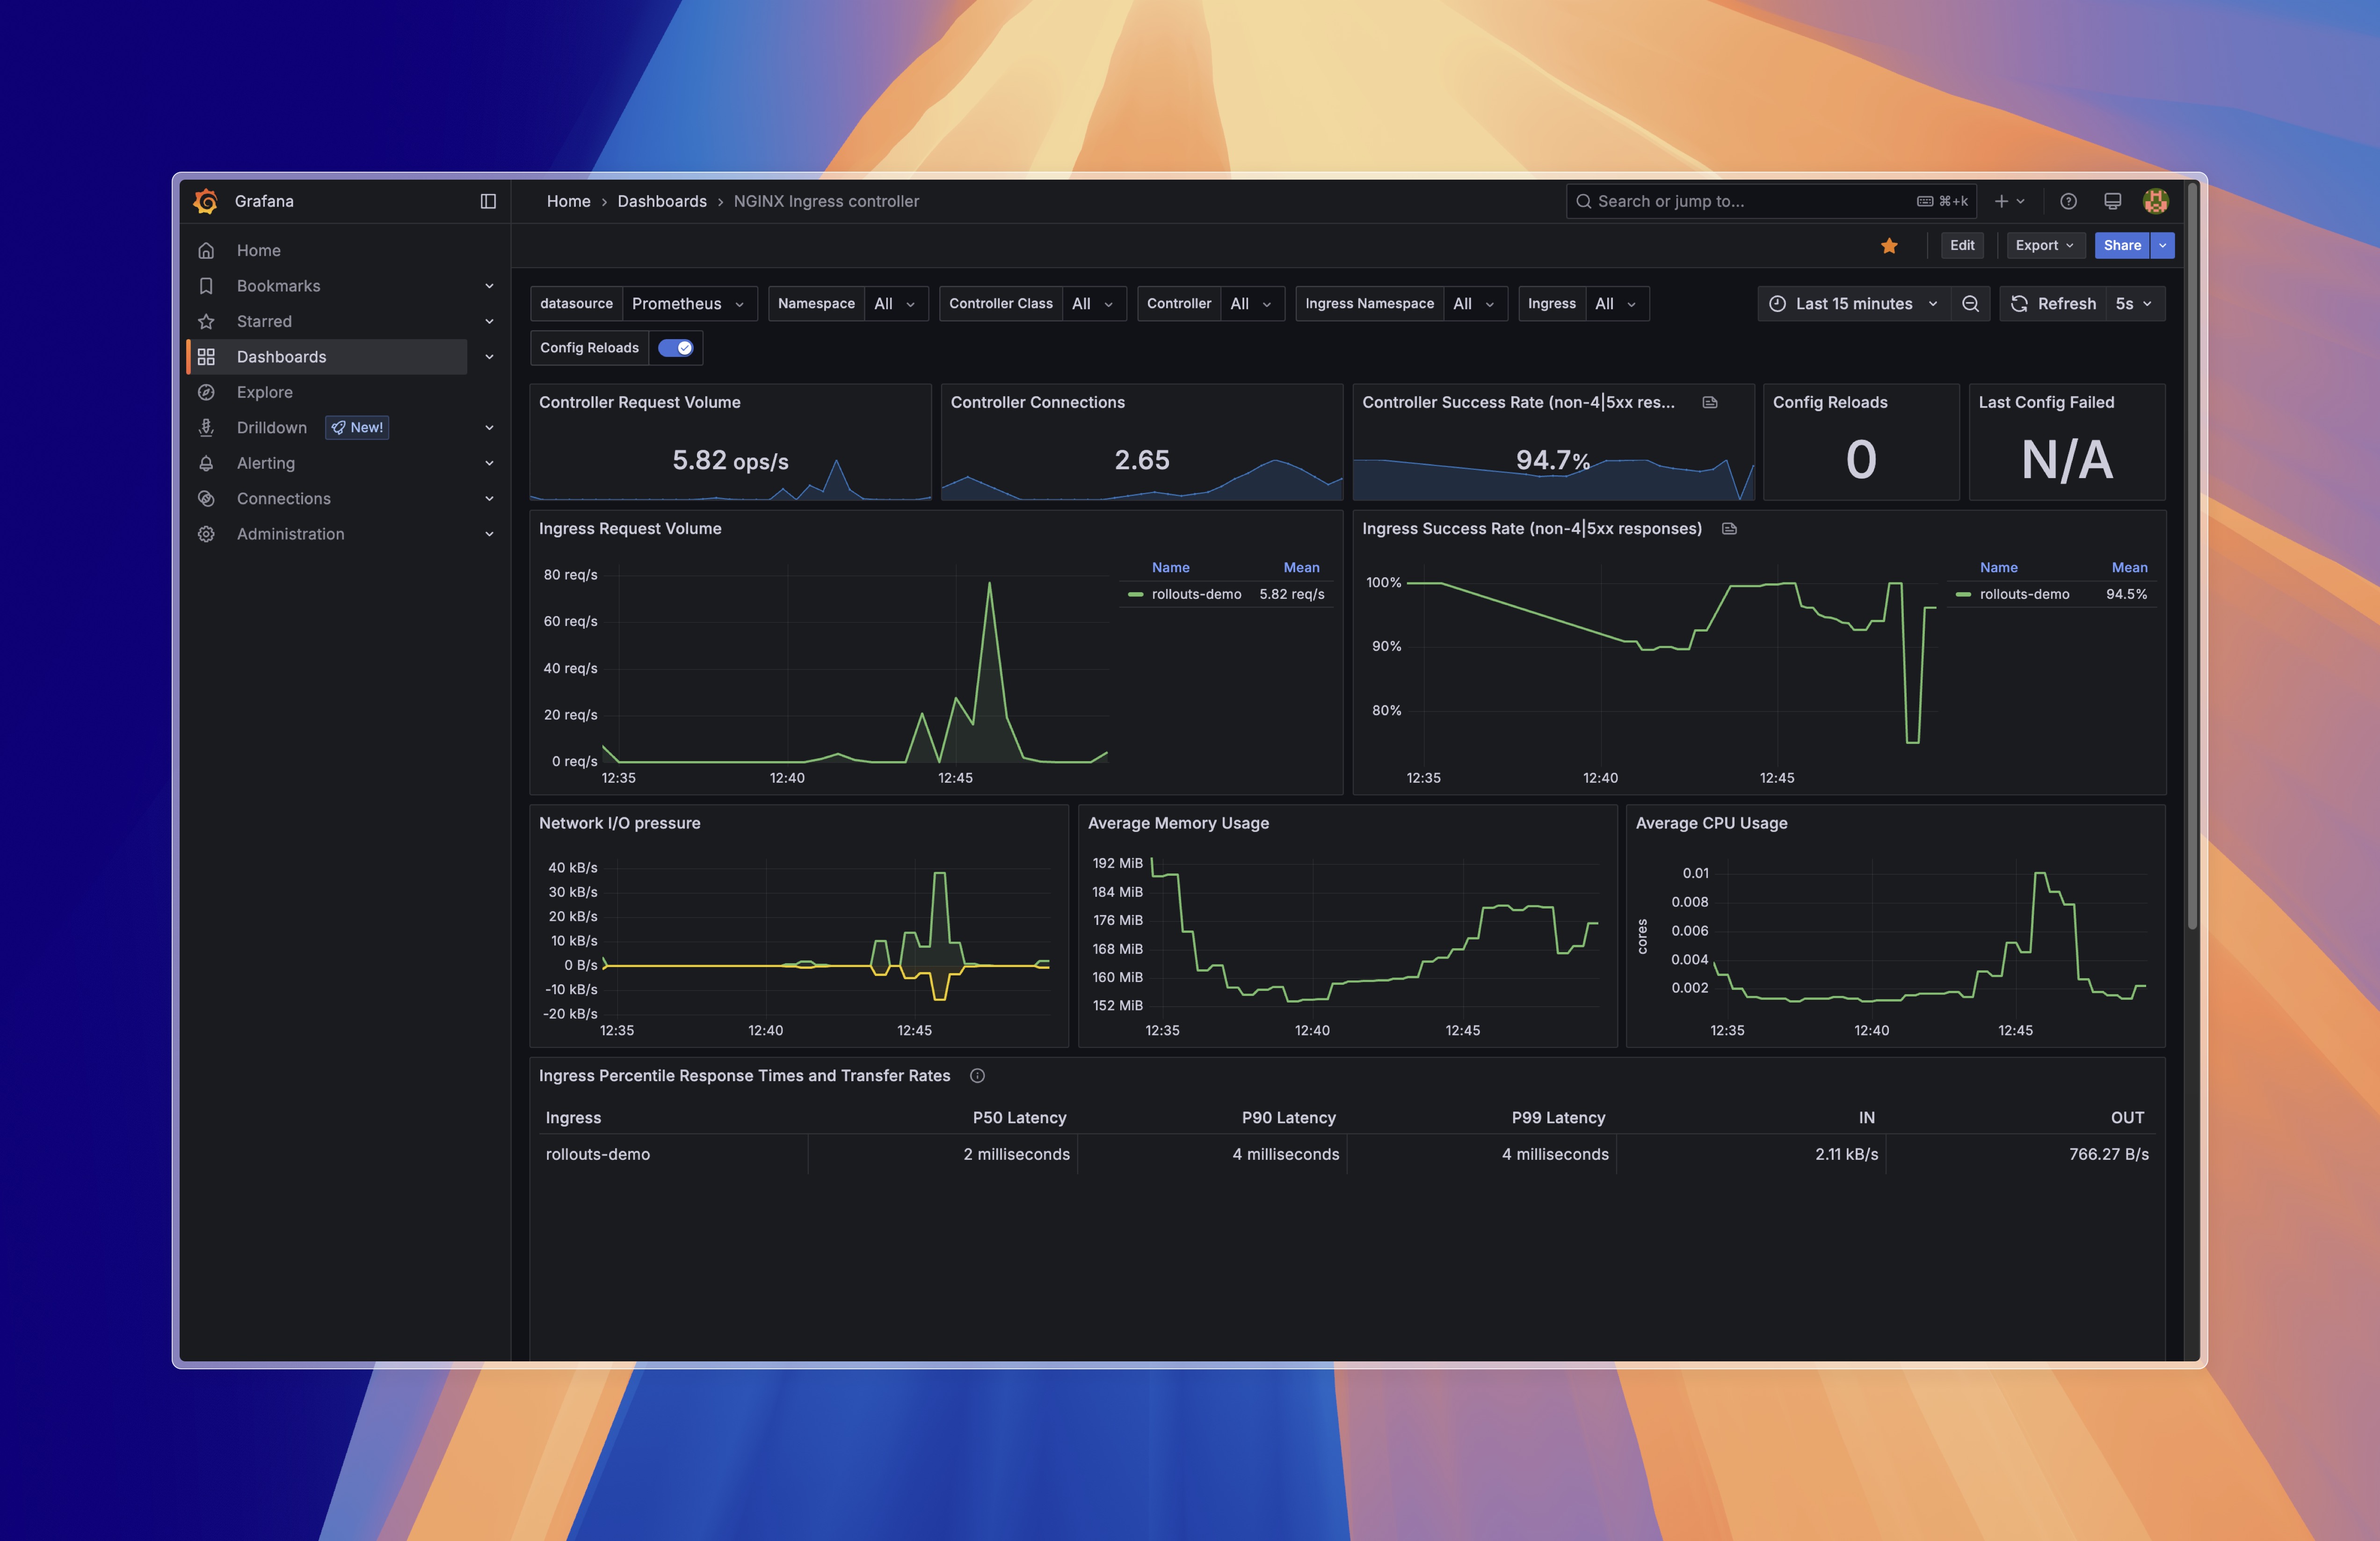 Grafana
Home › Dashboards › NGINX Ingress controller
Search or jump to...
⌘+k
Home
Bookmarks
Starred
Dashboards
Explore
Drilldown New!
Alerting
Connections
Administration
Edit
Export
Share
datasource Prometheus
Namespace All
Controller Class All
Controller All
Ingress Namespace All
Ingress All
Last 15 minutes
Refresh 5s
Config Reloads
Controller Request Volume
5.82 ops/s
Controller Connections
2.65
Controller Success Rate (non-4|5xx res...
94.7%
Config Reloads
0
Last Config Failed
N/A
Ingress Request Volume
80 req/s
60 req/s
40 req/s
20 req/s
0 req/s
12:35 12:40 12:45
Name Mean
rollouts-demo 5.82 req/s
Ingress Success Rate (non-4|5xx responses)
100%
90%
80%
12:35 12:40 12:45
Name Mean
rollouts-demo 94.5%
Network I/O pressure
40 kB/s
30 kB/s
20 kB/s
10 kB/s
0 B/s
-10 kB/s
-20 kB/s
12:35 12:40 12:45
Average Memory Usage
192 MiB
184 MiB
176 MiB
168 MiB
160 MiB
152 MiB
12:35 12:40 12:45
Average CPU Usage
cores
0.01
0.008
0.006
0.004
0.002
12:35 12:40 12:45
Ingress Percentile Response Times and Transfer Rates
Ingress P50 Latency P90 Latency P99 Latency IN OUT
rollouts-demo 2 milliseconds 4 milliseconds 4 milliseconds 2.11 kB/s 766.27 B/s